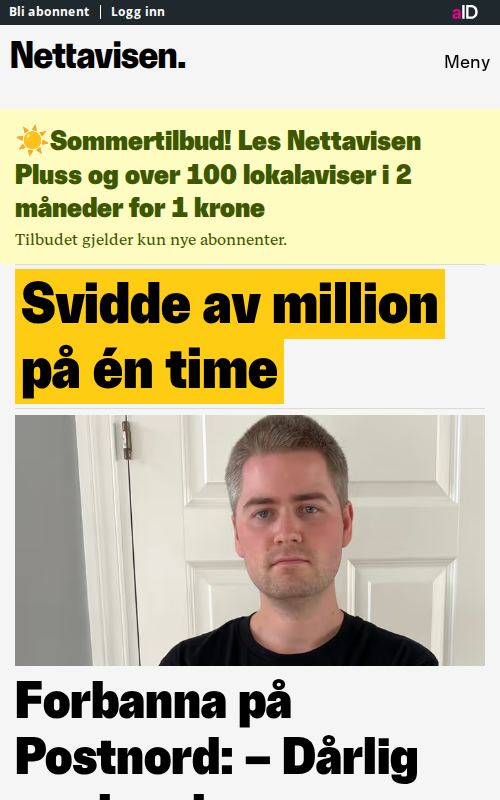 Bli abonnent | Logg inn
aID
Nettavisen.
Meny
☀️Sommertilbud! Les Nettavisen
Pluss og over 100 lokalaviser i 2
måneder for 1 krone
Tilbudet gjelder kun nye abonnenter.
Svidde av million
på én time
Forbanna på
Postnord: – Dårlig